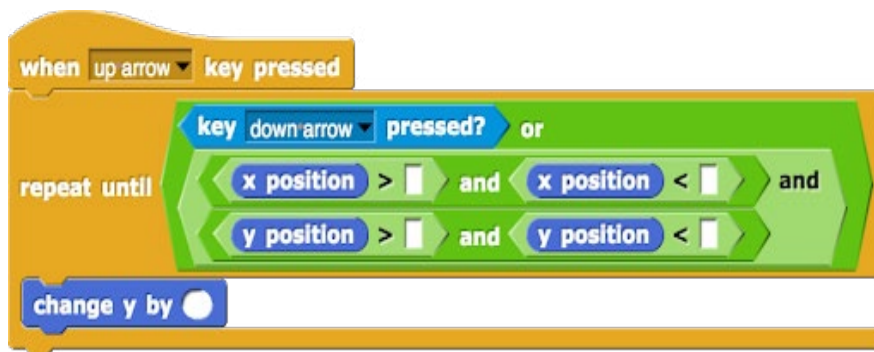 when up arrow key pressed
key down arrow pressed? or
repeat until x position > and x position < and
y position > and y position <
change y by